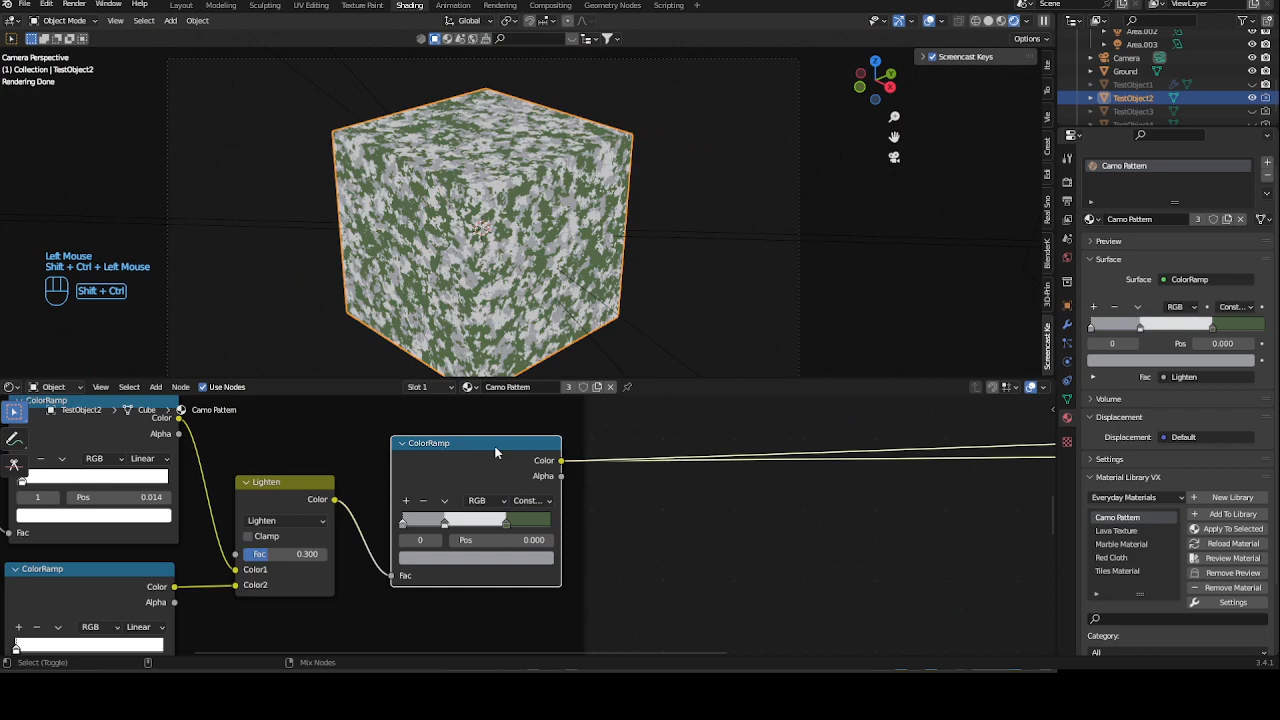 File Edit Render Window Help Layout Modeling Sculpting UV Editing Texture Paint Shading Animation Rendering Compositing Geometry Nodes Scripting Scene ViewLayer
Object Mode View Select Add Object Global
Options
Camera Perspective
(1) Collection | TestObject2
Rendering Done
Screencast Keys
X Y Z
Area.002
Area.003
Camera
Ground
TestObject1
TestObject2
TestObject3
Camo Pattern
Camo Pattern 3
Preview
Surface
Surface ColorRamp
RGB Const...
0 Pos 0.000
Fac Lighten
Volume
Displacement
Displacement Default
Settings
Material Library VX
Everyday Materials New Library
Camo Pattern
Lava Texture
Marble Material
Red Cloth
Tiles Material
Add To Library
Apply To Selected
Reload Material
Preview Material
Remove Preview
Remove Material
Settings
Category:
All
Left Mouse
Shift + Ctrl + Left Mouse
Shift + Ctrl
Object View Select Add Node Use Nodes Slot 1 Camo Pattern 3
ColorRamp
TestObject2 Cube Camo Pattern
Color
Alpha
RGB Linear
1 Pos 0.014
Fac
ColorRamp
Color
Alpha
RGB Linear
Lighten
Color
Lighten
Clamp
Fac 0.300
Color1
Color2
ColorRamp
Color
Alpha
RGB Const...
0 Pos 0.000
Fac
Select (Toggle) Mix Nodes 3.4.1